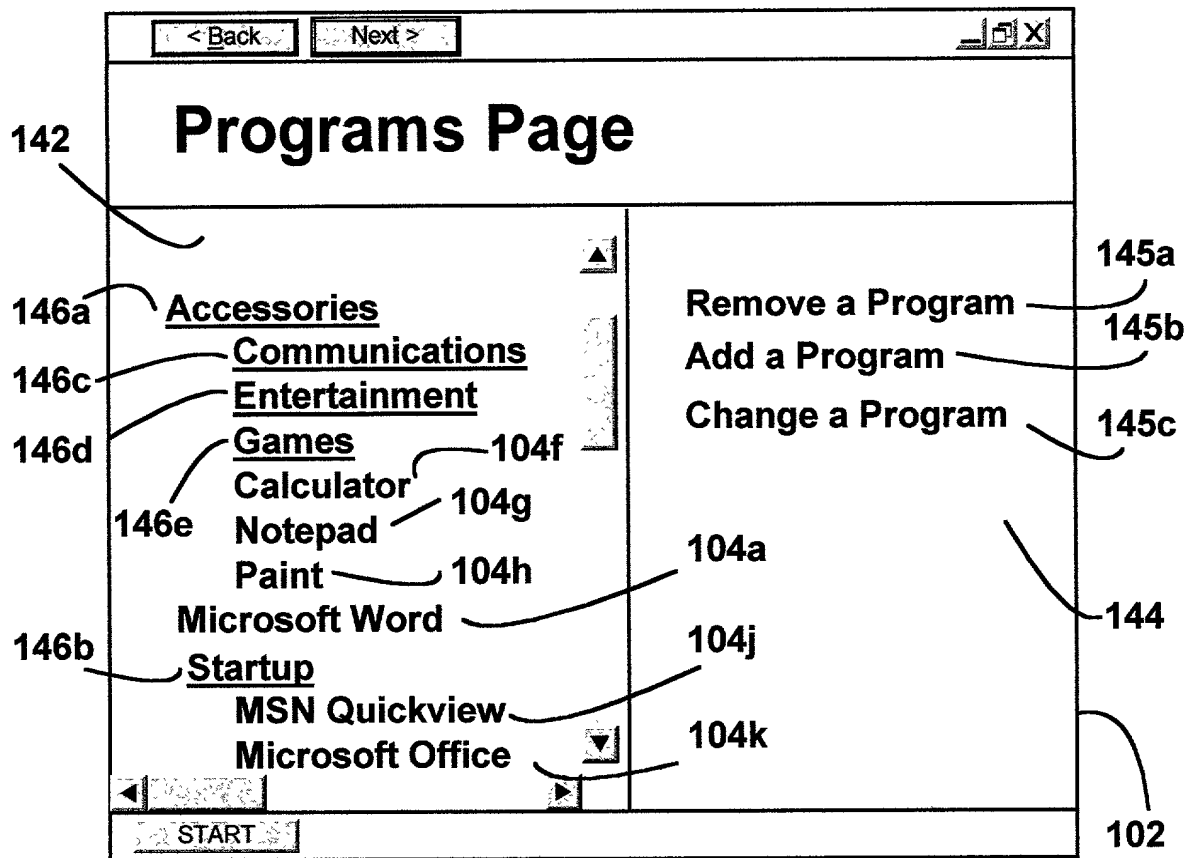 < Back Next >
Programs Page
142
145a
146a Accessories Remove a Program
145b
146c Communications Add a Program
146d Entertainment Change a Program 145c
146e Games 104f
Calculator
Notepad 104g
Paint 104h 104a
Microsoft Word 144
146b Startup 104j
MSN Quickview
Microsoft Office 104k
START 102